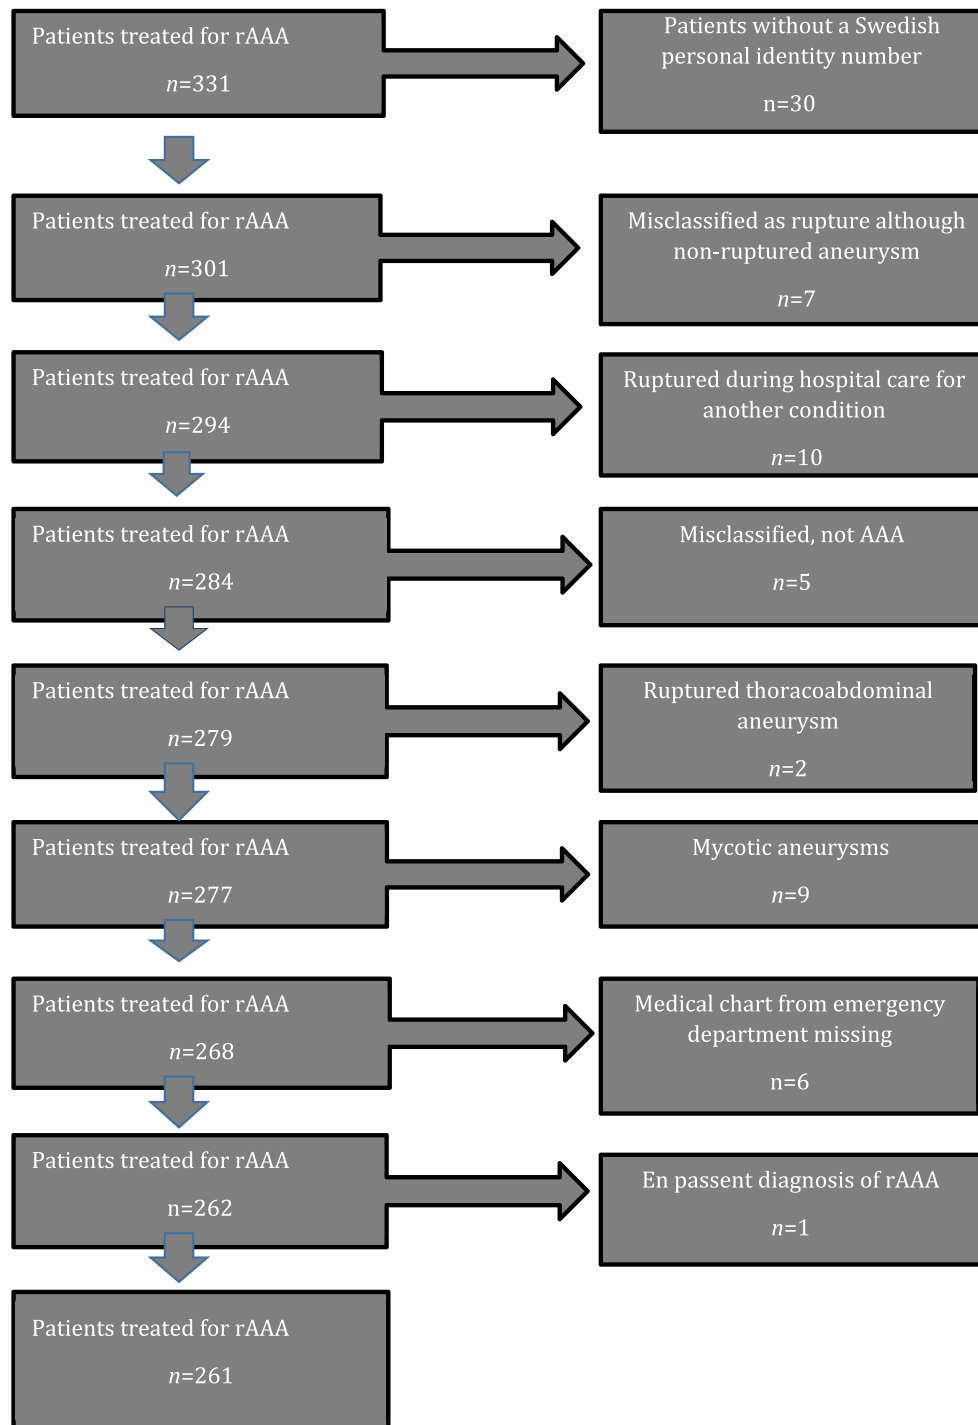 Patients treated for rAAA
n=331
Patients without a Swedish
personal identity number
n=30
Patients treated for rAAA
n=301
Misclassified as rupture although
non-ruptured aneurysm
n=7
Patients treated for rAAA
n=294
Ruptured during hospital care for
another condition
n=10
Patients treated for rAAA
n=284
Misclassified, not AAA
n=5
Patients treated for rAAA
n=279
Ruptured thoracoabdominal
aneurysm
n=2
Patients treated for rAAA
n=277
Mycotic aneurysms
n=9
Patients treated for rAAA
n=268
Medical chart from emergency
department missing
n=6
Patients treated for rAAA
n=262
En passent diagnosis of rAAA
n=1
Patients treated for rAAA
n=261